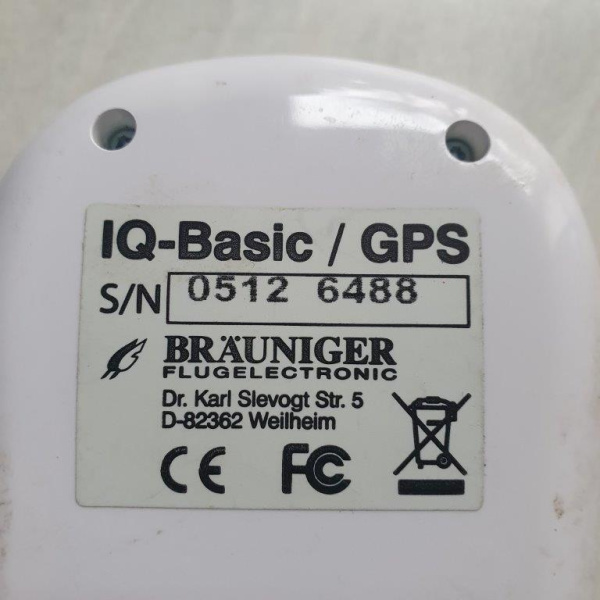 IQ-Basic / GPS
S/N 0512 6488
BRÄUNIGER
FLUGELECTRONIC
Dr. Karl Slevogt Str. 5
D-82362 Weilheim
CE FC